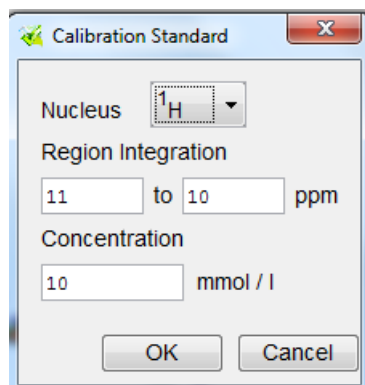 Calibration Standard
Nucleus ¹H
Region Integration
11 to 10 ppm
Concentration
10 mmol / l
OK Cancel